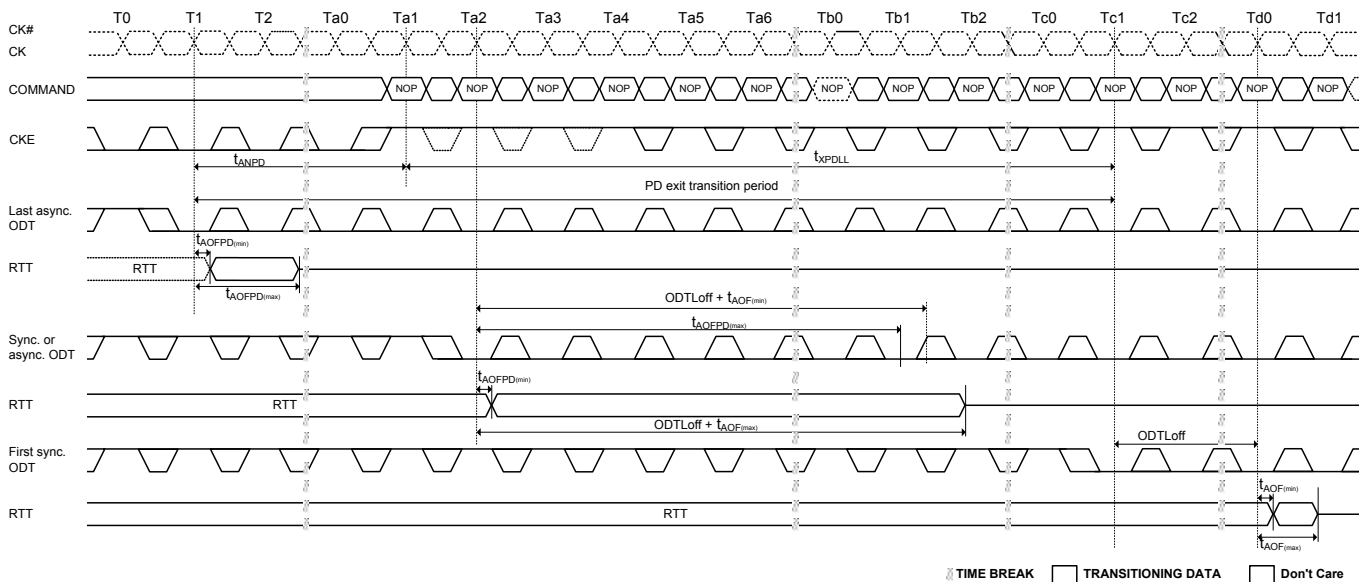 T0 T1 T2 Ta0 Ta1 Ta2 Ta3 Ta4 Ta5 Ta6 Tb0 Tb1 Tb2 Tc0 Tc1 Tc2 Td0 Td1
CK#
CK
COMMAND NOP NOP NOP NOP NOP NOP NOP NOP NOP NOP NOP NOP NOP NOP
CKE
tANPD tXPDLL
PD exit transition period
Last async.
ODT
tAOFPD(min)
RTT RTT
tAOFPD(max)
ODTLoff + tAOF(min)
tAOFPD(max)
Sync. or
async. ODT
tAOFPD(min)
RTT RTT
ODTLoff + tAOF(max)
First sync.
ODT
ODTLoff
tAOF(min)
RTT RTT
tAOF(max)
TIME BREAK TRANSITIONING DATA Don't Care